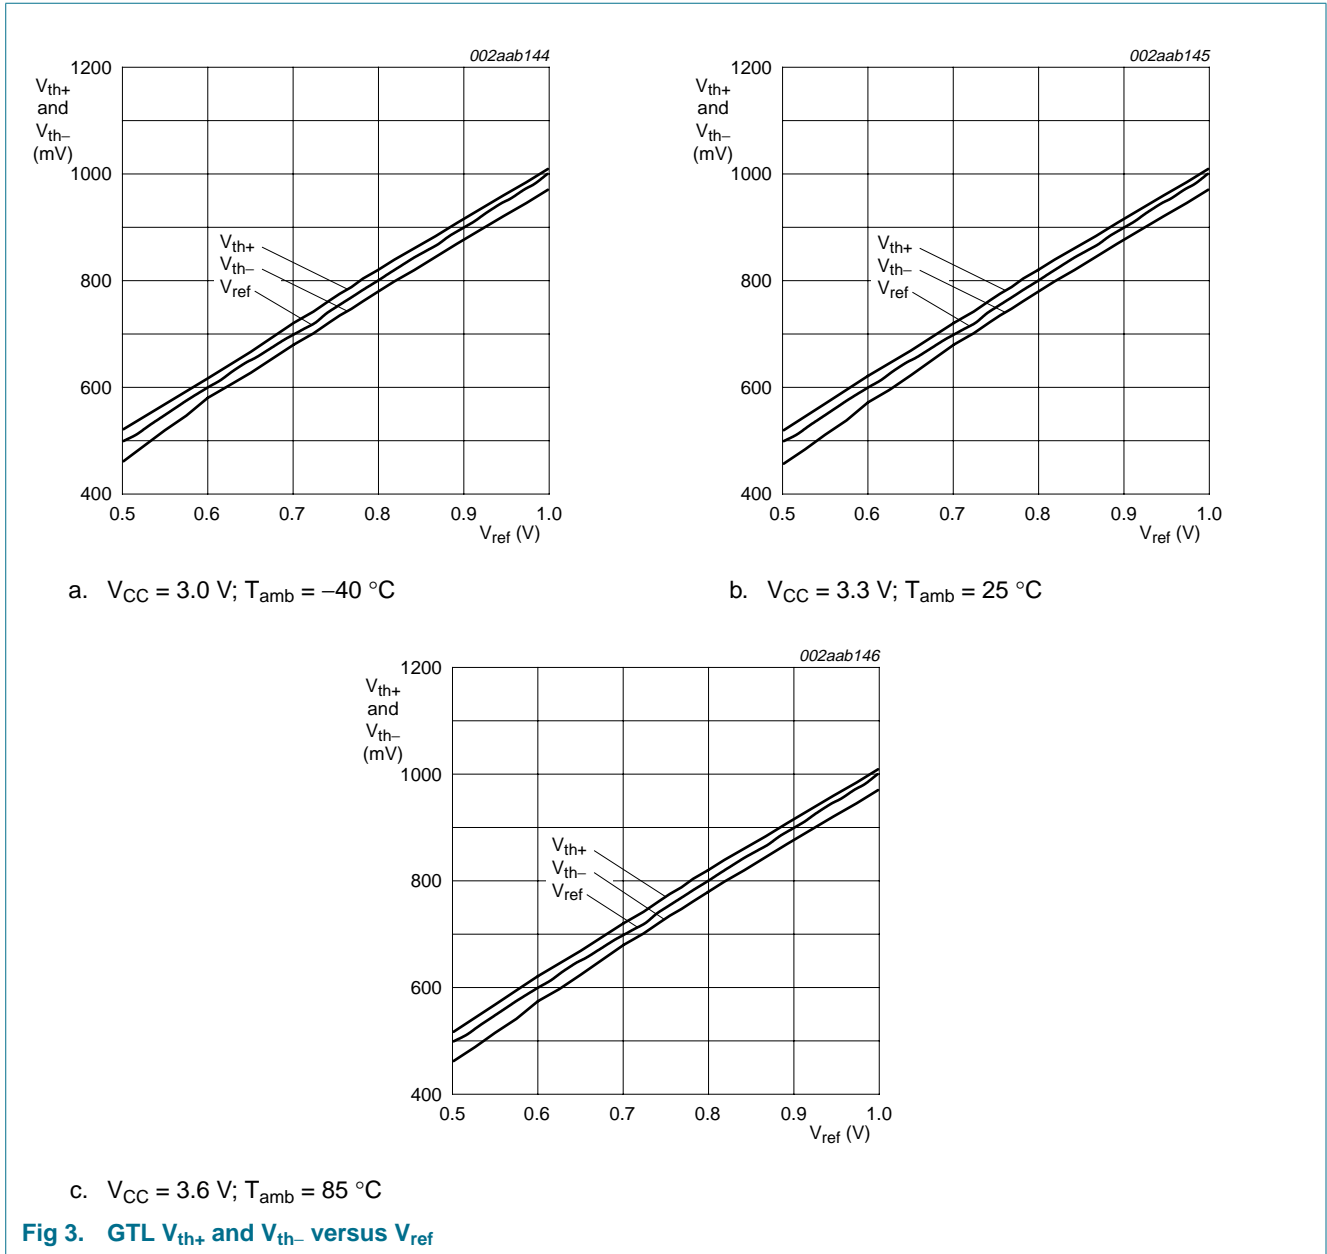 002aab144
1200
Vth+
and
Vth–
(mV)
1000
800
600
400
Vth+
Vth–
Vref
0.5 0.6 0.7 0.8 0.9 1.0
Vref (V)
a. VCC = 3.0 V; Tamb = –40 °C
002aab145
1200
Vth+
and
Vth–
(mV)
1000
800
600
400
Vth+
Vth–
Vref
0.5 0.6 0.7 0.8 0.9 1.0
Vref (V)
b. VCC = 3.3 V; Tamb = 25 °C
002aab146
1200
Vth+
and
Vth–
(mV)
1000
800
600
400
Vth+
Vth–
Vref
0.5 0.6 0.7 0.8 0.9 1.0
Vref (V)
c. VCC = 3.6 V; Tamb = 85 °C
Fig 3. GTL Vth+ and Vth– versus Vref